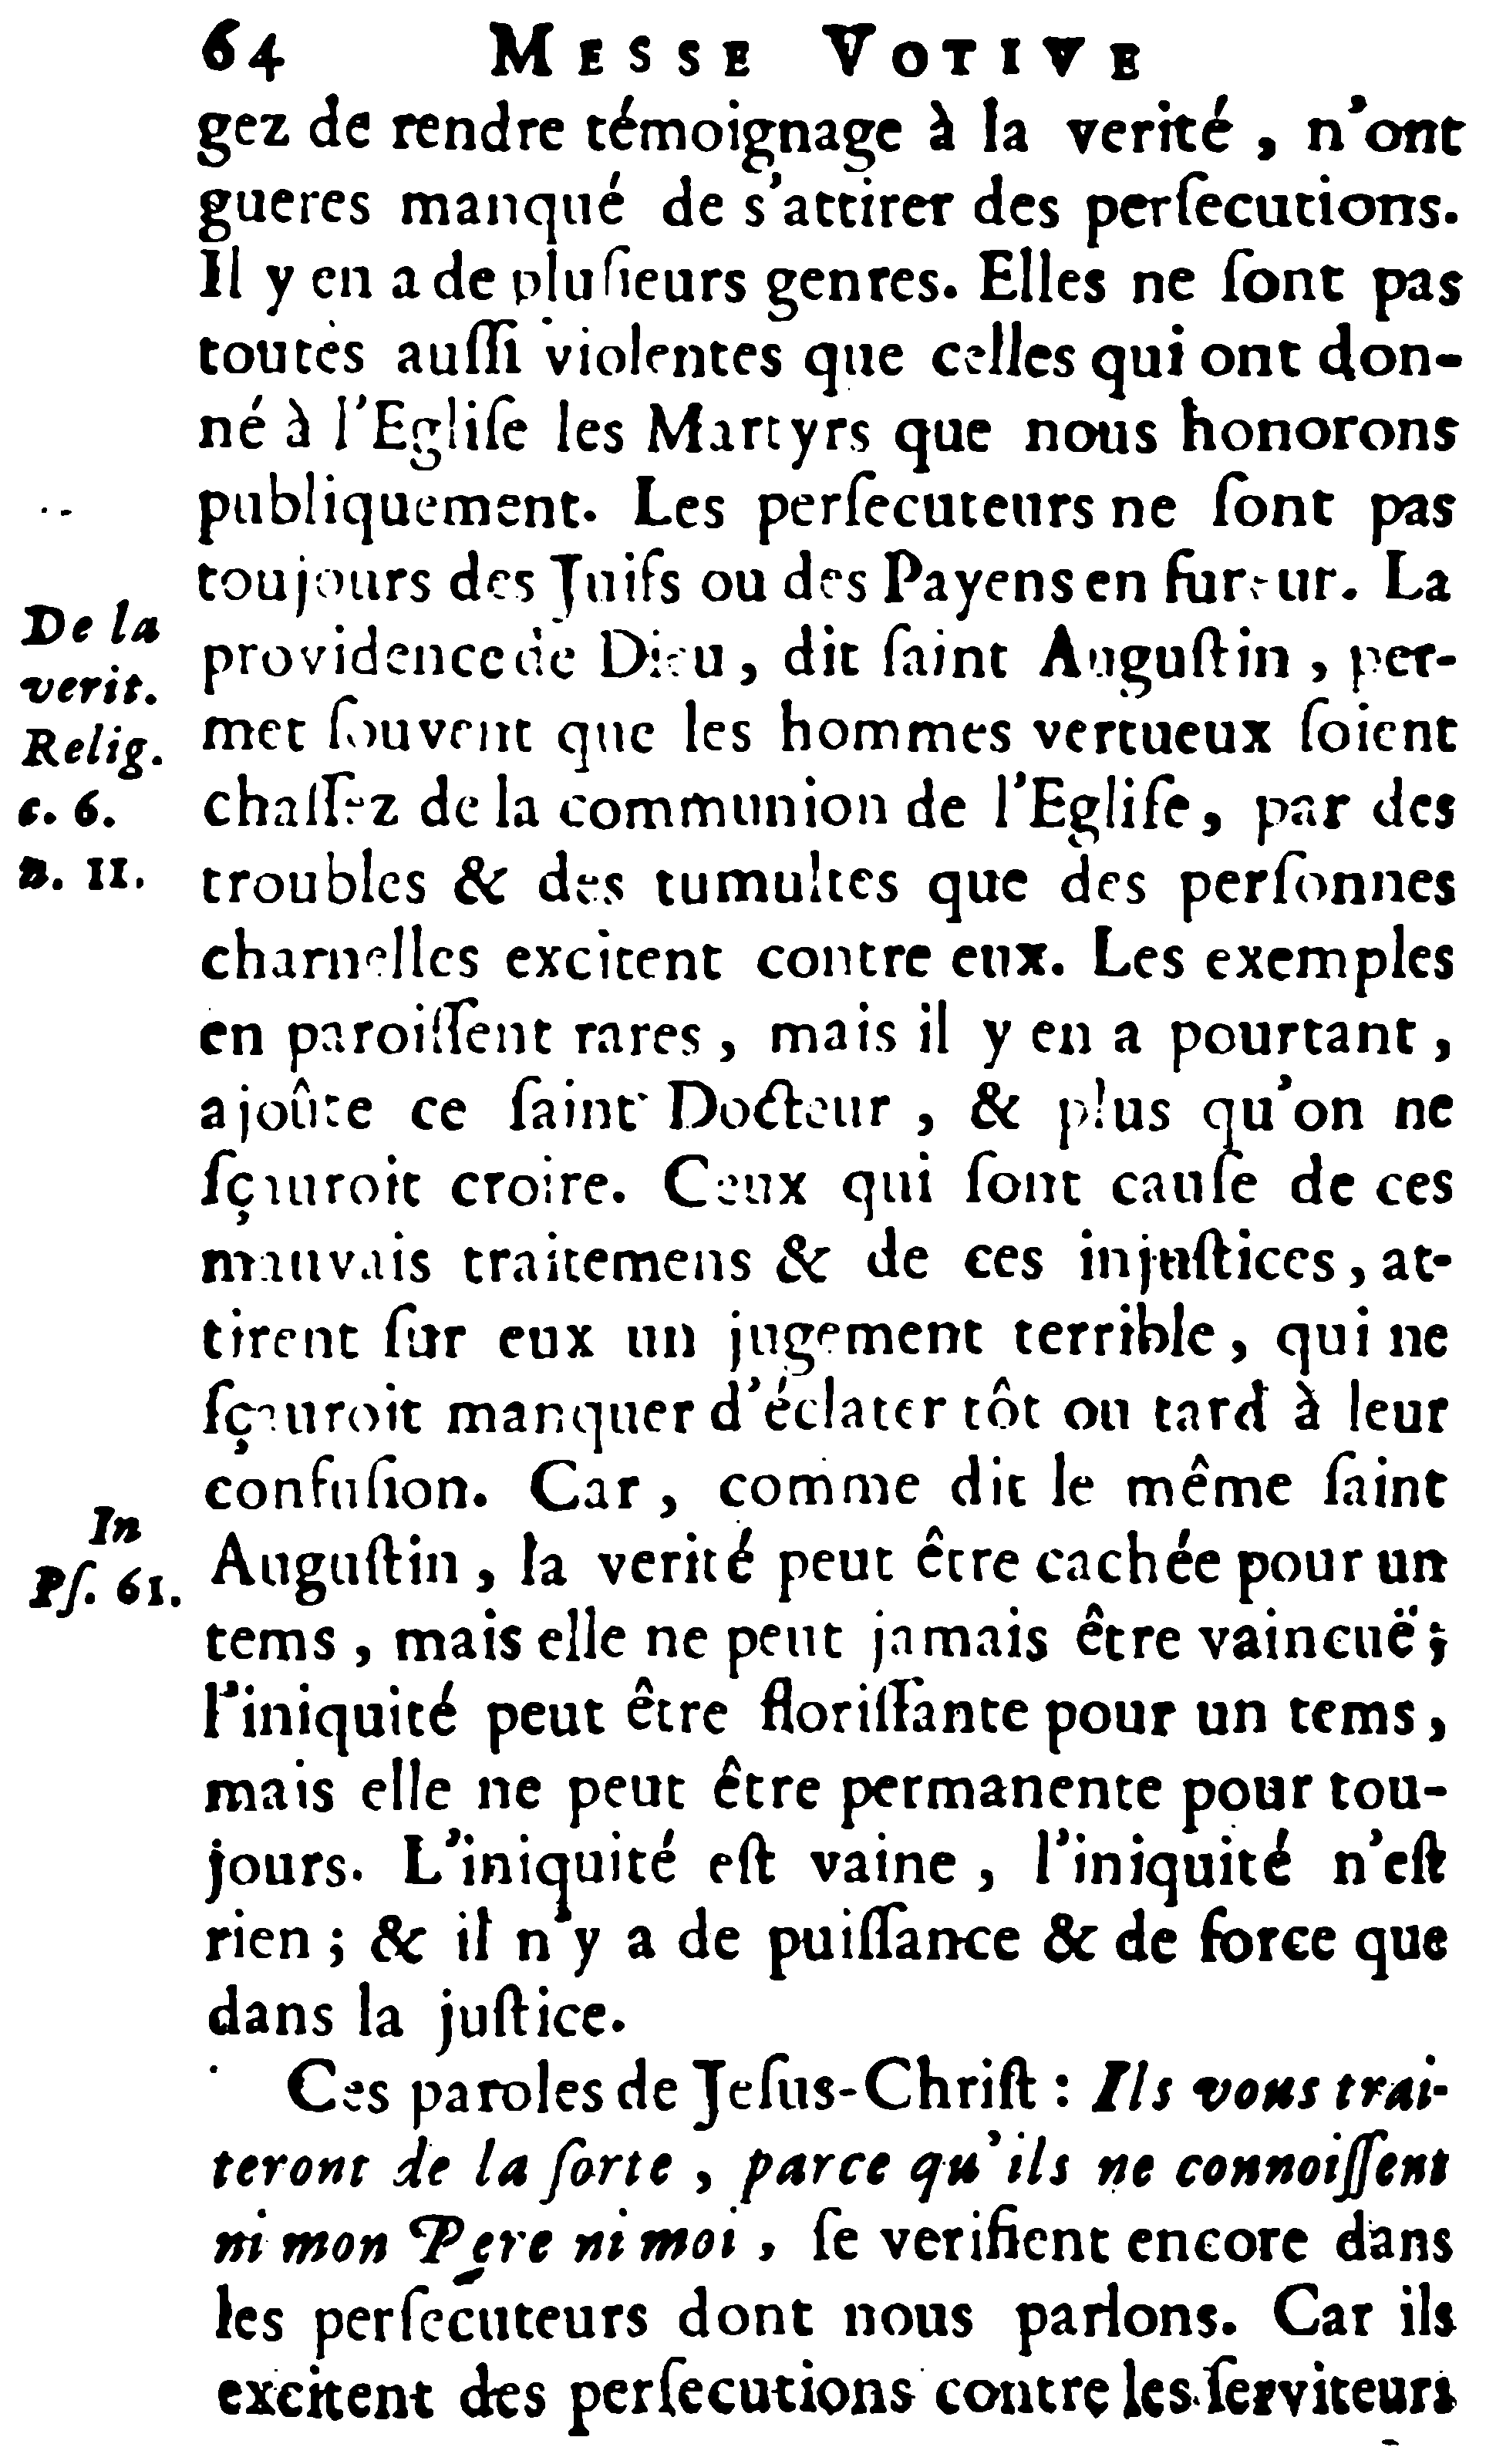 64 MESSE VOTIVE
gez de rendre témoignage à la verité, n'ont
gueres manqué de s'attirer des perſecutions.
Il y en a de pluſieurs genres. Elles ne ſont pas
toutes auſſi violentes que celles qui ont don-
né à l'Egliſe les Martyrs que nous honorons
publiquement. Les perſecuteurs ne ſont pas
toujours des Juifs ou des Payens en fureur. La
providence de Dieu, dit ſaint Auguſtin, per-
met ſouvent que les hommes vertueux ſoient
chaſſez de la communion de l'Egliſe, par des
troubles & des tumultes que des perſonnes
charnelles excitent contre eux. Les exemples
en paroiſſent rares, mais il y en a pourtant,
ajoûte ce ſaint Docteur, & plus qu'on ne
ſçauroit croire. Ceux qui ſont cauſe de ces
mauvais traitemens & de ces injuſtices, at-
tirent ſur eux un jugement terrible, qui ne
ſçauroit manquer d'éclater tôt ou tard à leur
confuſion. Car, comme dit le même ſaint
Auguſtin, la verité peut être cachée pour un
tems, mais elle ne peut jamais être vaincuë;
l'iniquité peut être floriſſante pour un tems,
mais elle ne peut être permanente pour tou-
jours. L'iniquité eſt vaine, l'iniquité n'eſt
rien; & il n'y a de puiſſance & de force que
dans la juſtice.
Ces paroles de Jeſus-Chriſt: Ils vous trai-
teront de la ſorte, parce qu'ils ne connoiſſent
ni mon Pere ni moi, ſe verifient encore dans
les perſecuteurs dont nous parlons. Car ils
excitent des perſecutions contre les ſerviteurs
De la
verit.
Relig.
c. 6.
n. 11.
In
Pſ. 61.